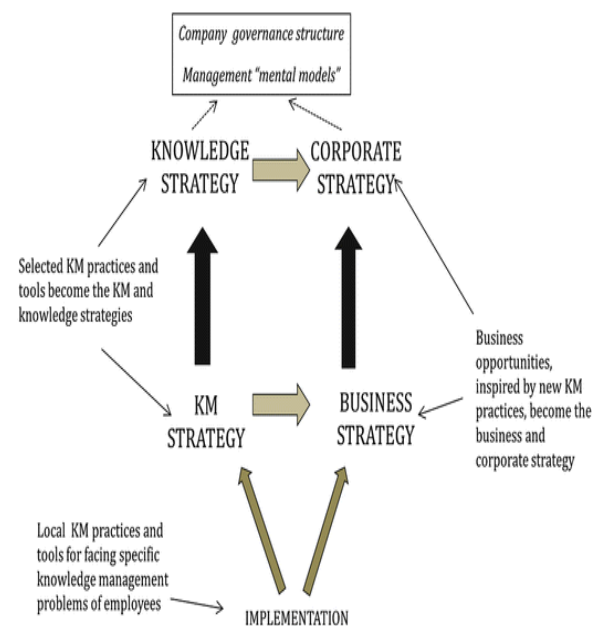 Company governance structure
Management “mental models”
KNOWLEDGE
STRATEGY
CORPORATE
STRATEGY
Selected KM practices and
tools become the KM and
knowledge strategies
Business
opportunities,
inspired by new KM
practices, become the
business and
corporate strategy
KM
STRATEGY
BUSINESS
STRATEGY
Local KM practices and
tools for facing specific
knowledge management
problems of employees
IMPLEMENTATION